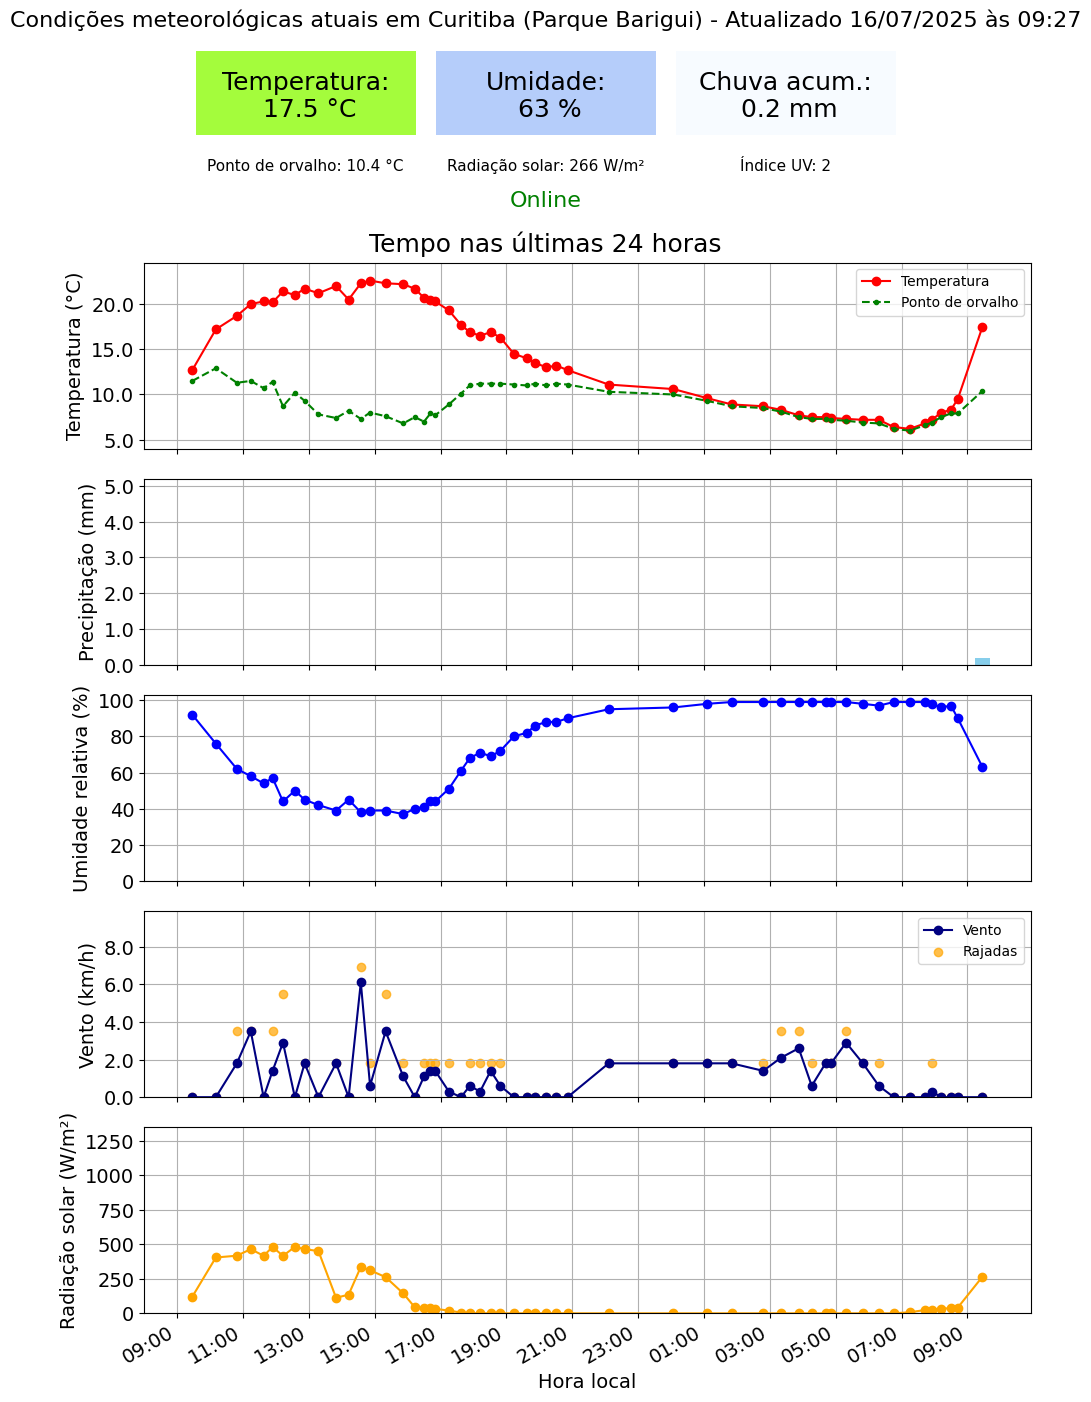 Condições meteorológicas atuais em Curitiba (Parque Barigui) - Atualizado 16/07/2025 às 09:27
Temperatura:
17.5 °C
Umidade:
63 %
Chuva acum.:
0.2 mm
Ponto de orvalho: 10.4 °C
Radiação solar: 266 W/m²
Índice UV: 2
Online
Tempo nas últimas 24 horas
Temperatura (°C)
20.0
15.0
10.0
5.0
Temperatura
Ponto de orvalho
Precipitação (mm)
5.0
4.0
3.0
2.0
1.0
0.0
Umidade relativa (%)
100
80
60
40
20
0
Vento (km/h)
8.0
6.0
4.0
2.0
0.0
Vento
Rajadas
Radiação solar (W/m²)
1250
1000
750
500
250
0
09:00
11:00
13:00
15:00
17:00
19:00
21:00
23:00
01:00
03:00
05:00
07:00
09:00
Hora local